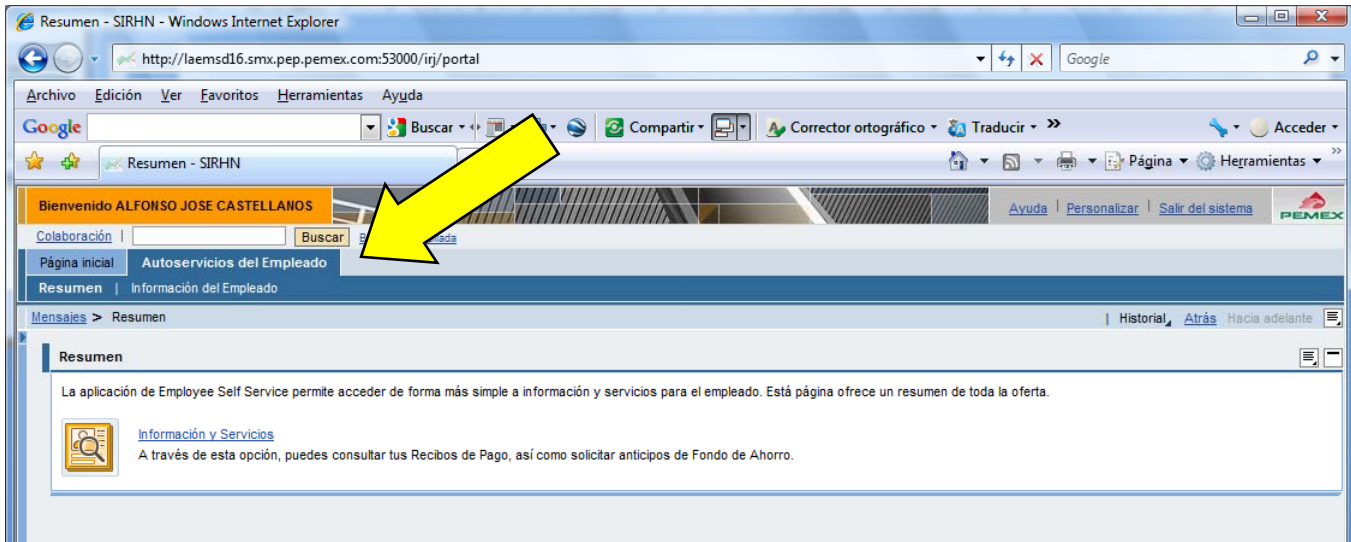 Resumen - SIRHN - Windows Internet Explorer
http://laemsd16.smx.pep.pemex.com:53000/irj/portal Google
Archivo Edición Ver Favoritos Herramientas Ayuda
Google Buscar Compartir Corrector ortográfico Traducir Acceder
Resumen - SIRHN Página Herramientas
Bienvenido ALFONSO JOSE CASTELLANOS Ayuda | Personalizar | Salir del sistema PEMEX
Colaboración | Buscar
Página inicial Autoservicios del Empleado
Resumen | Información del Empleado
Mensajes > Resumen | Historial Atrás Hacia adelante
Resumen
La aplicación de Employee Self Service permite acceder de forma más simple a información y servicios para el empleado. Está página ofrece un resumen de toda la oferta.
Información y Servicios
A través de esta opción, puedes consultar tus Recibos de Pago, así como solicitar anticipos de Fondo de Ahorro.